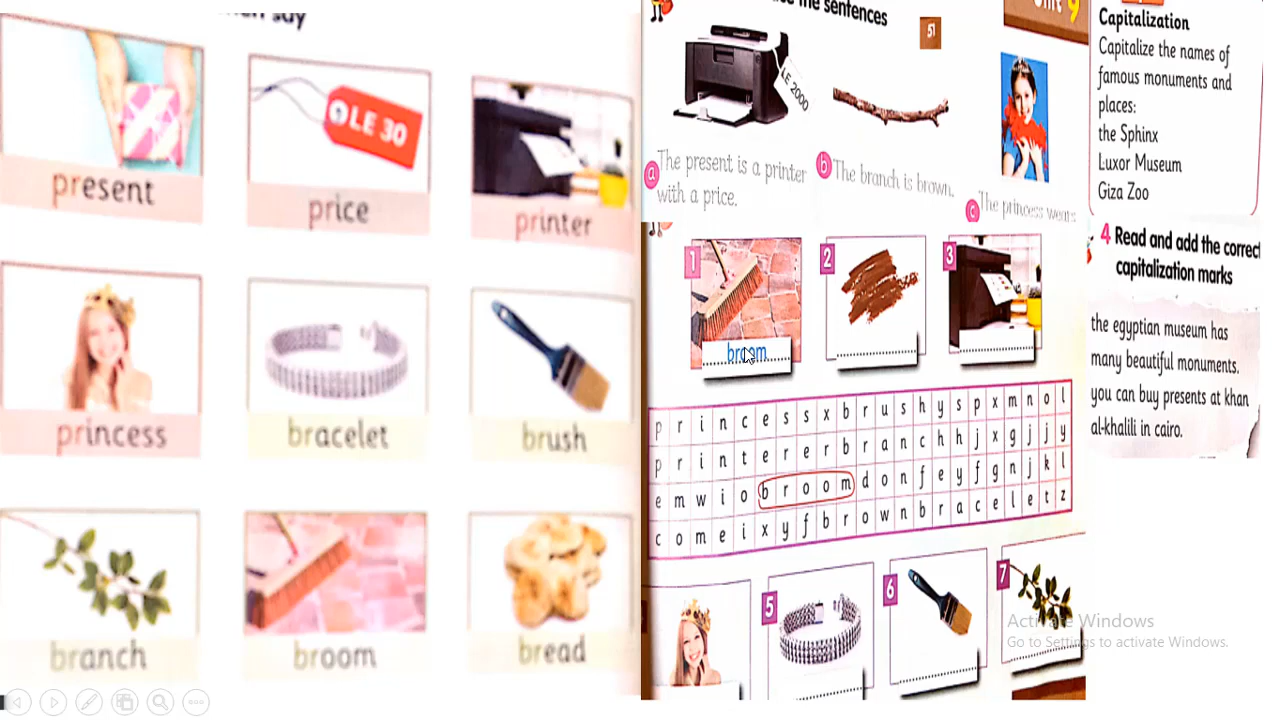 say
LE 30
present
price
printer
princess
bracelet
brush
branch
broom
bread
the sentences
51
9
LE 2000
a The present is a printer
with a price.
b The branch is brown.
c The princess wears
1
2
3
broom
p r i n c e s s x b r u s h y s p x m n o l
p r i n t e r e r b r a n c h h j x g j j y
e m w i o b r o o m d o n f e y f g n j k l
c o m e i x y f b r o w n b r a c e l e t z
5
6
7
Capitalization
Capitalize the names of
famous monuments and
places:
the Sphinx
Luxor Museum
Giza Zoo
4 Read and add the correct
capitalization marks
the egyptian museum has
many beautiful monuments.
you can buy presents at khan
al-khalili in cairo.
Activate Windows
Go to Settings to activate Windows.